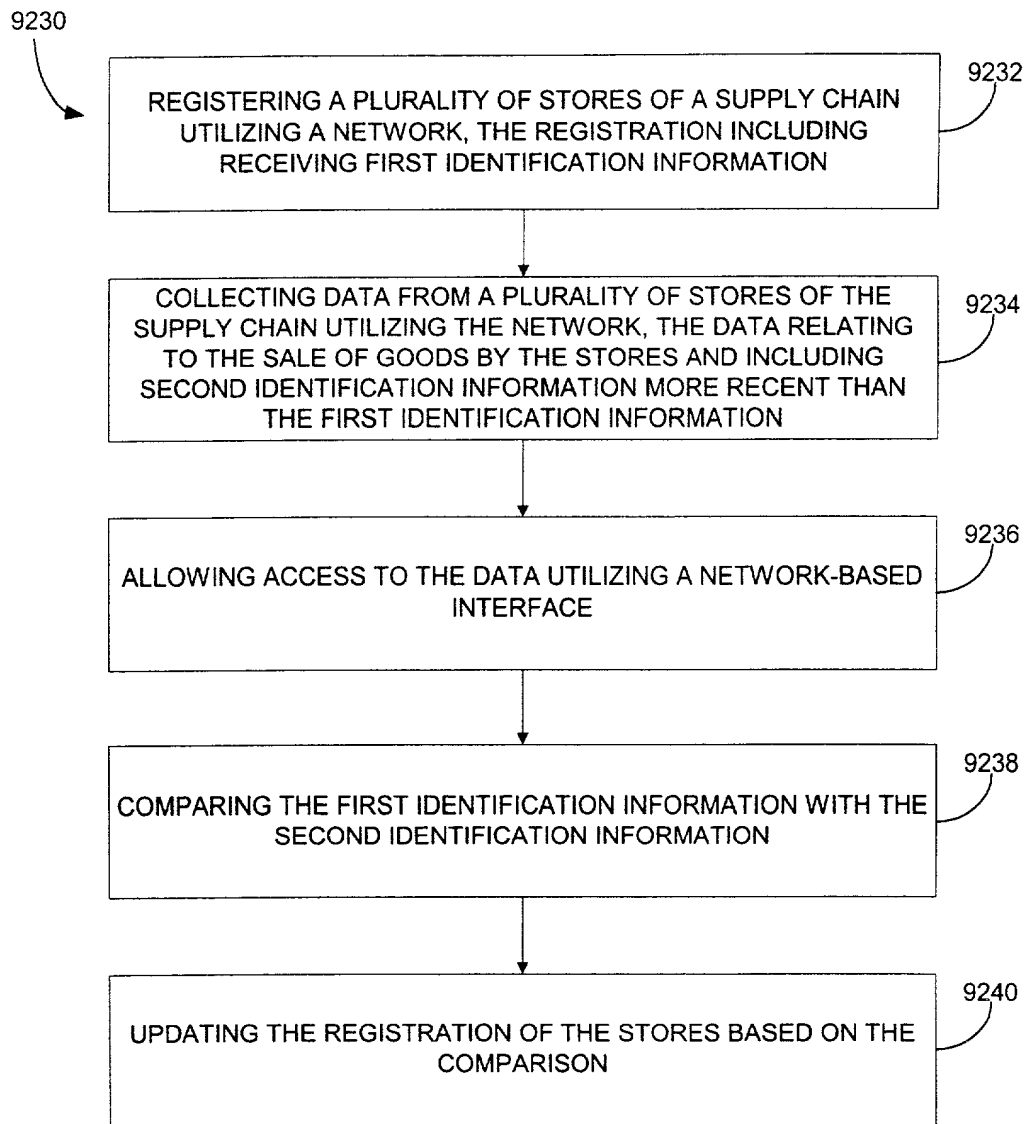 9230
9232
REGISTERING A PLURALITY OF STORES OF A SUPPLY CHAIN
UTILIZING A NETWORK, THE REGISTRATION INCLUDING
RECEIVING FIRST IDENTIFICATION INFORMATION
9234
COLLECTING DATA FROM A PLURALITY OF STORES OF THE
SUPPLY CHAIN UTILIZING THE NETWORK, THE DATA RELATING
TO THE SALE OF GOODS BY THE STORES AND INCLUDING
SECOND IDENTIFICATION INFORMATION MORE RECENT THAN
THE FIRST IDENTIFICATION INFORMATION
9236
ALLOWING ACCESS TO THE DATA UTILIZING A NETWORK-BASED
INTERFACE
9238
COMPARING THE FIRST IDENTIFICATION INFORMATION WITH THE
SECOND IDENTIFICATION INFORMATION
9240
UPDATING THE REGISTRATION OF THE STORES BASED ON THE
COMPARISON